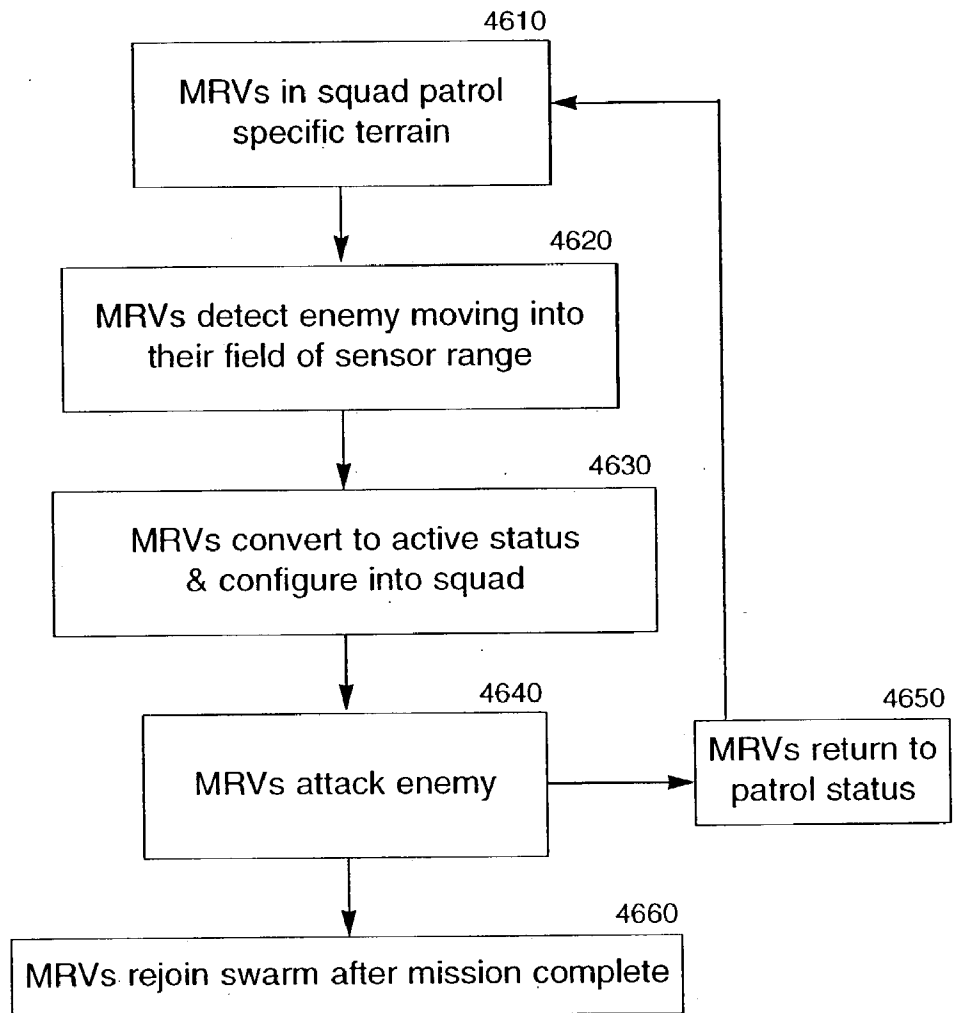 4610
MRVs in squad patrol
specific terrain
4620
MRVs detect enemy moving into
their field of sensor range
4630
MRVs convert to active status
& configure into squad
4640
MRVs attack enemy
4650
MRVs return to
patrol status
4660
MRVs rejoin swarm after mission complete